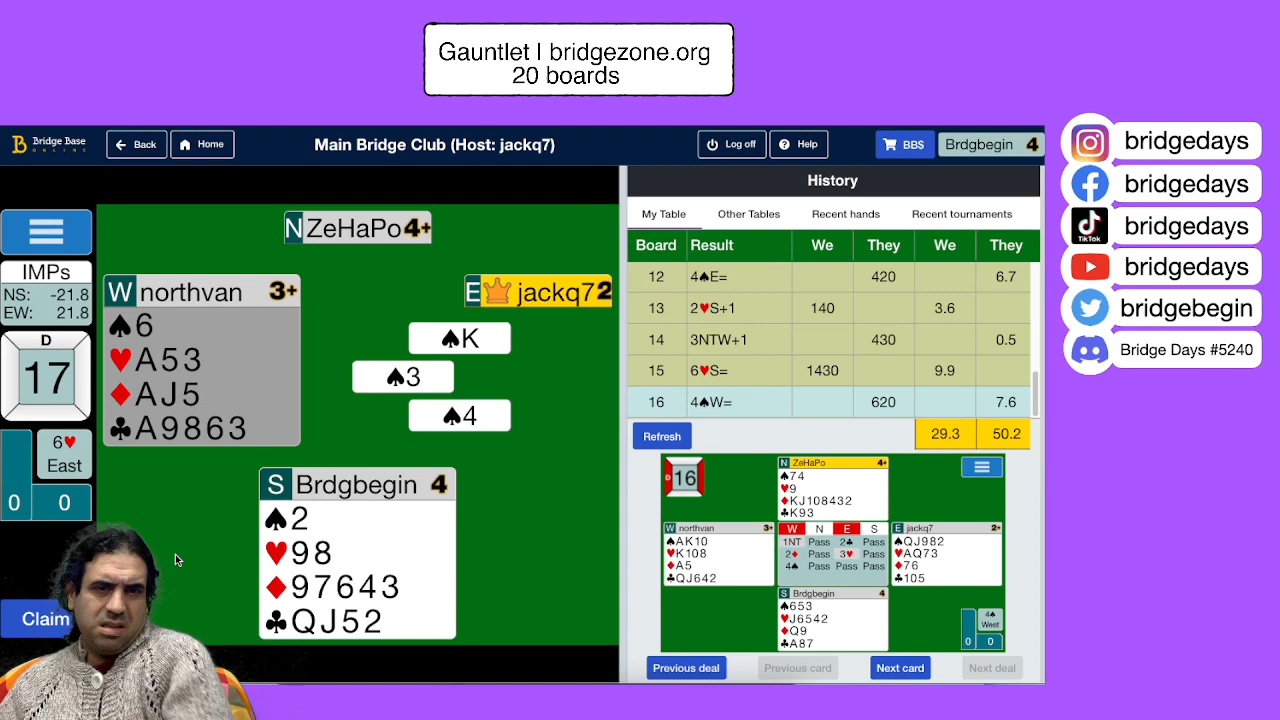 Gauntlet I bridgezone.org
20 boards
Bridge Base
ONLINE
Back
Home
Main Bridge Club (Host: jackq7)
Log off
Help
BB$
Brdgbegin 4
IMPs
NS: -21.8
EW: 21.8
D
17
6♥
East
0 0
Claim
N ZeHaPo 4+
W northvan 3+
♠6
♥A53
♦AJ5
♣A9863
E jackq7 2
♠K
♠3
♠4
S Brdgbegin 4
♠2
♥98
♦97643
♣QJ52
History
My Table Other Tables Recent hands Recent tournaments
Board Result We They We They
12 4♠E= 420 6.7
13 2♥S+1 140 3.6
14 3NTW+1 430 0.5
15 6♥S= 1430 9.9
16 4♠W= 620 7.6
Refresh 29.3 50.2
D 16
N ZeHaPo 4+
♠74
♥9
♦KJ108432
♣K93
W northvan 3+
♠AK10
♥K108
♦A5
♣QJ642
W N E S
1NT Pass 2♣ Pass
2♦ Pass 3♥ Pass
4♠ Pass Pass Pass
E jackq7 2+
♠QJ982
♥AQ73
♦76
♣105
S Brdgbegin 4
♠653
♥J6542
♦Q9
♣A87
4♠
West
0 0
Previous deal Previous card Next card Next deal
bridgedays
bridgedays
TikTok
bridgedays
bridgedays
bridgebegin
Bridge Days #5240